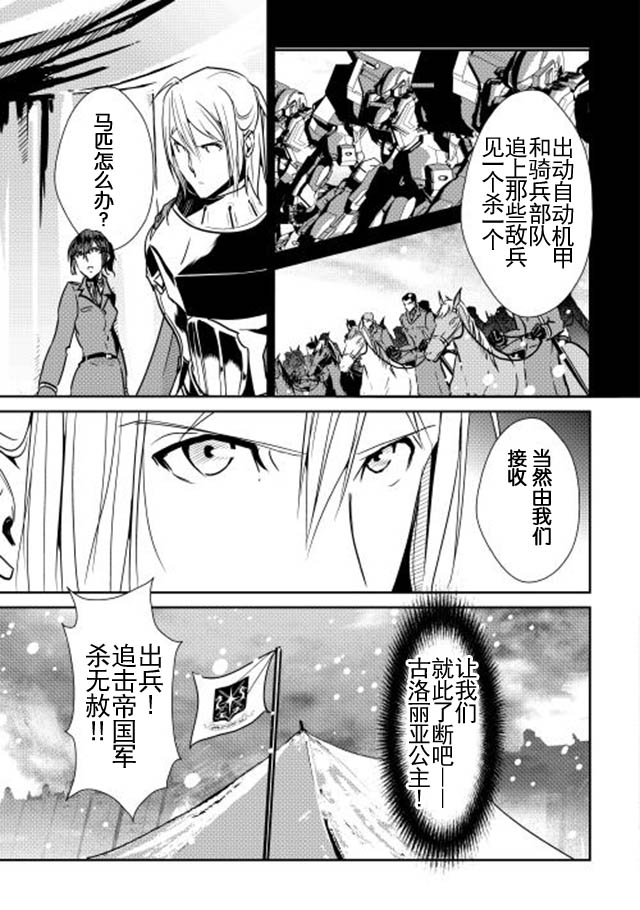 出动自动机甲
和骑兵部队
追上那些敌兵
见一个杀一个
马匹怎么办？
当然由我们
接收
让我们
就此了断吧——
古洛丽亚公主！
出兵！
追击帝国军
杀无赦!!